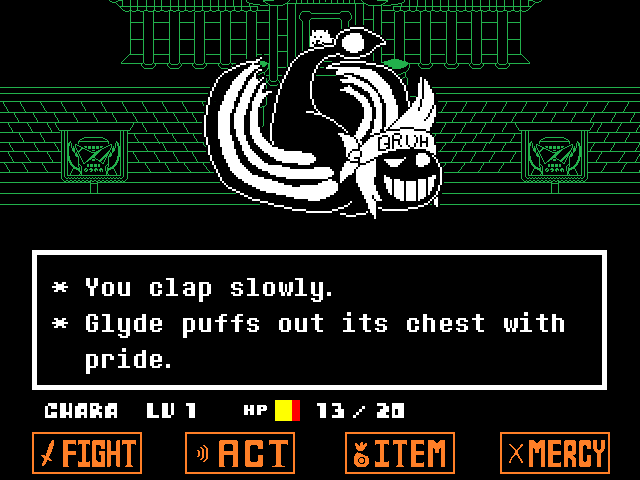 BRUH
* You clap slowly.
* Glyde puffs out its chest with
pride.
CHARA LV 1 HP 13 / 20
FIGHT ACT ITEM MERCY